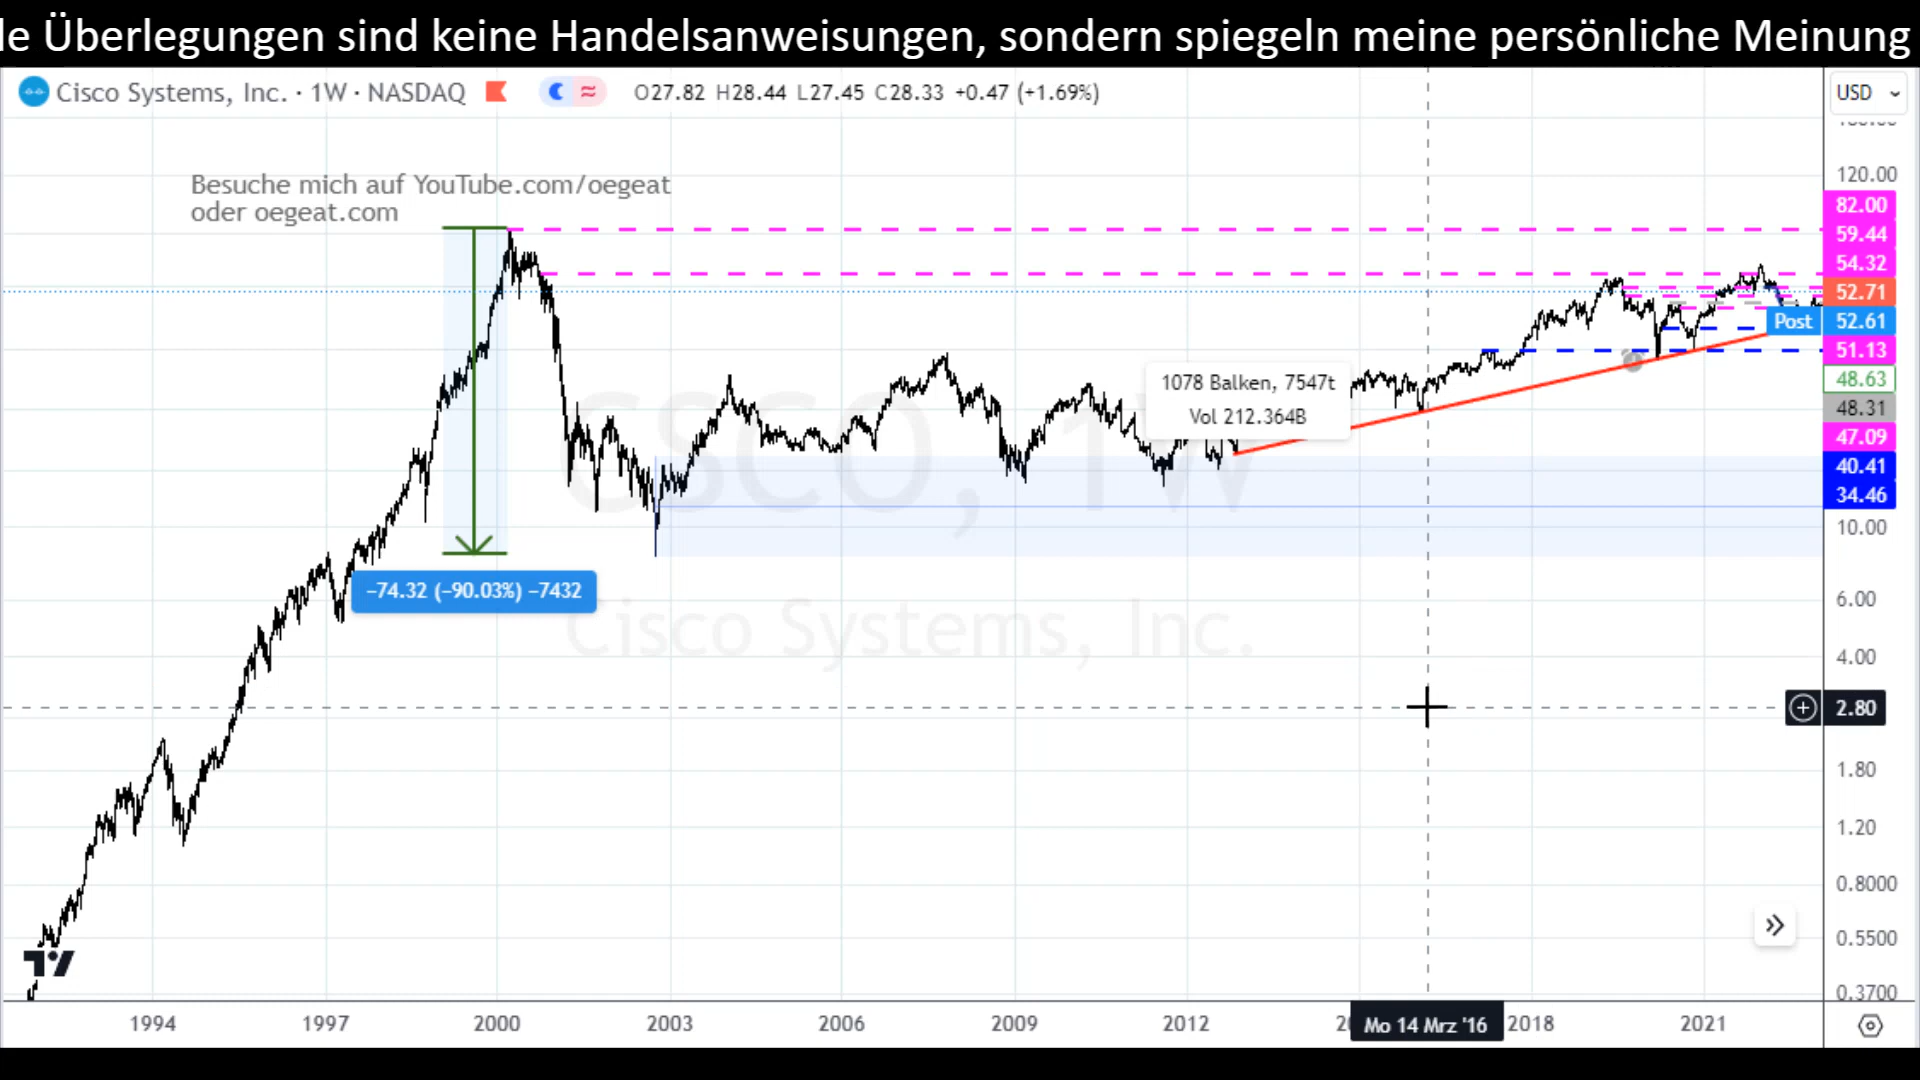 le Überlegungen sind keine Handelsanweisungen, sondern spiegeln meine persönliche Meinung
Cisco Systems, Inc. · 1W · NASDAQ O27.82 H28.44 L27.45 C28.33 +0.47 (+1.69%)
USD
Besuche mich auf YouTube.com/oegeat
oder oegeat.com
120.00
82.00
59.44
54.32
52.71
Post 52.61
51.13
48.63
48.31
47.09
40.41
34.46
10.00
6.00
4.00
2.80
1.80
1.20
0.8000
0.5500
0.3700
1078 Balken, 7547t
Vol 212.364B
CSCO, 1W
Cisco Systems, Inc.
−74.32 (−90.03%) −7432
1994 1997 2000 2003 2006 2009 2012 Mo 14 Mrz '16 2018 2021